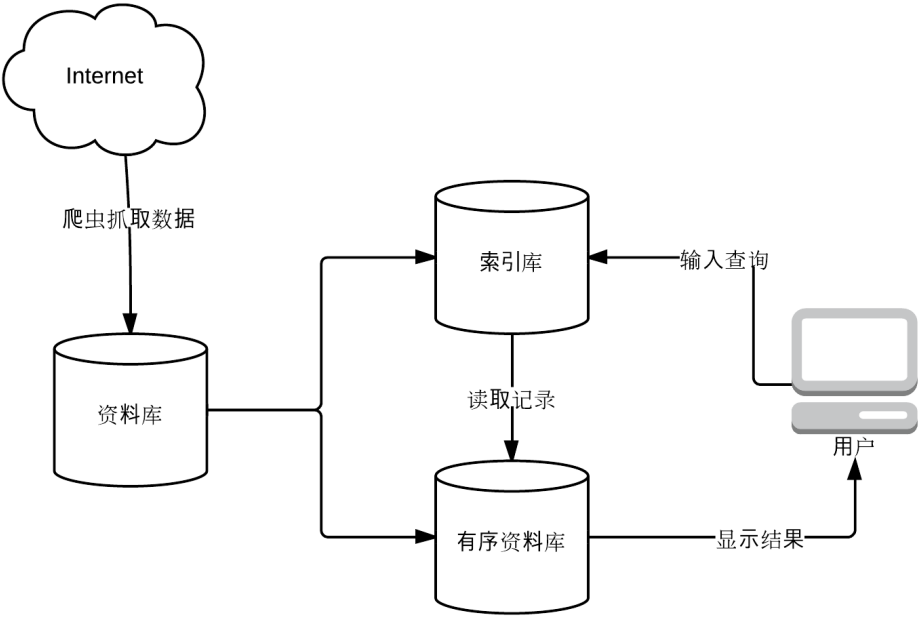 Internet
爬虫抓取数据
索引库
输入查询
资料库
读取记录
用户
有序资料库
显示结果